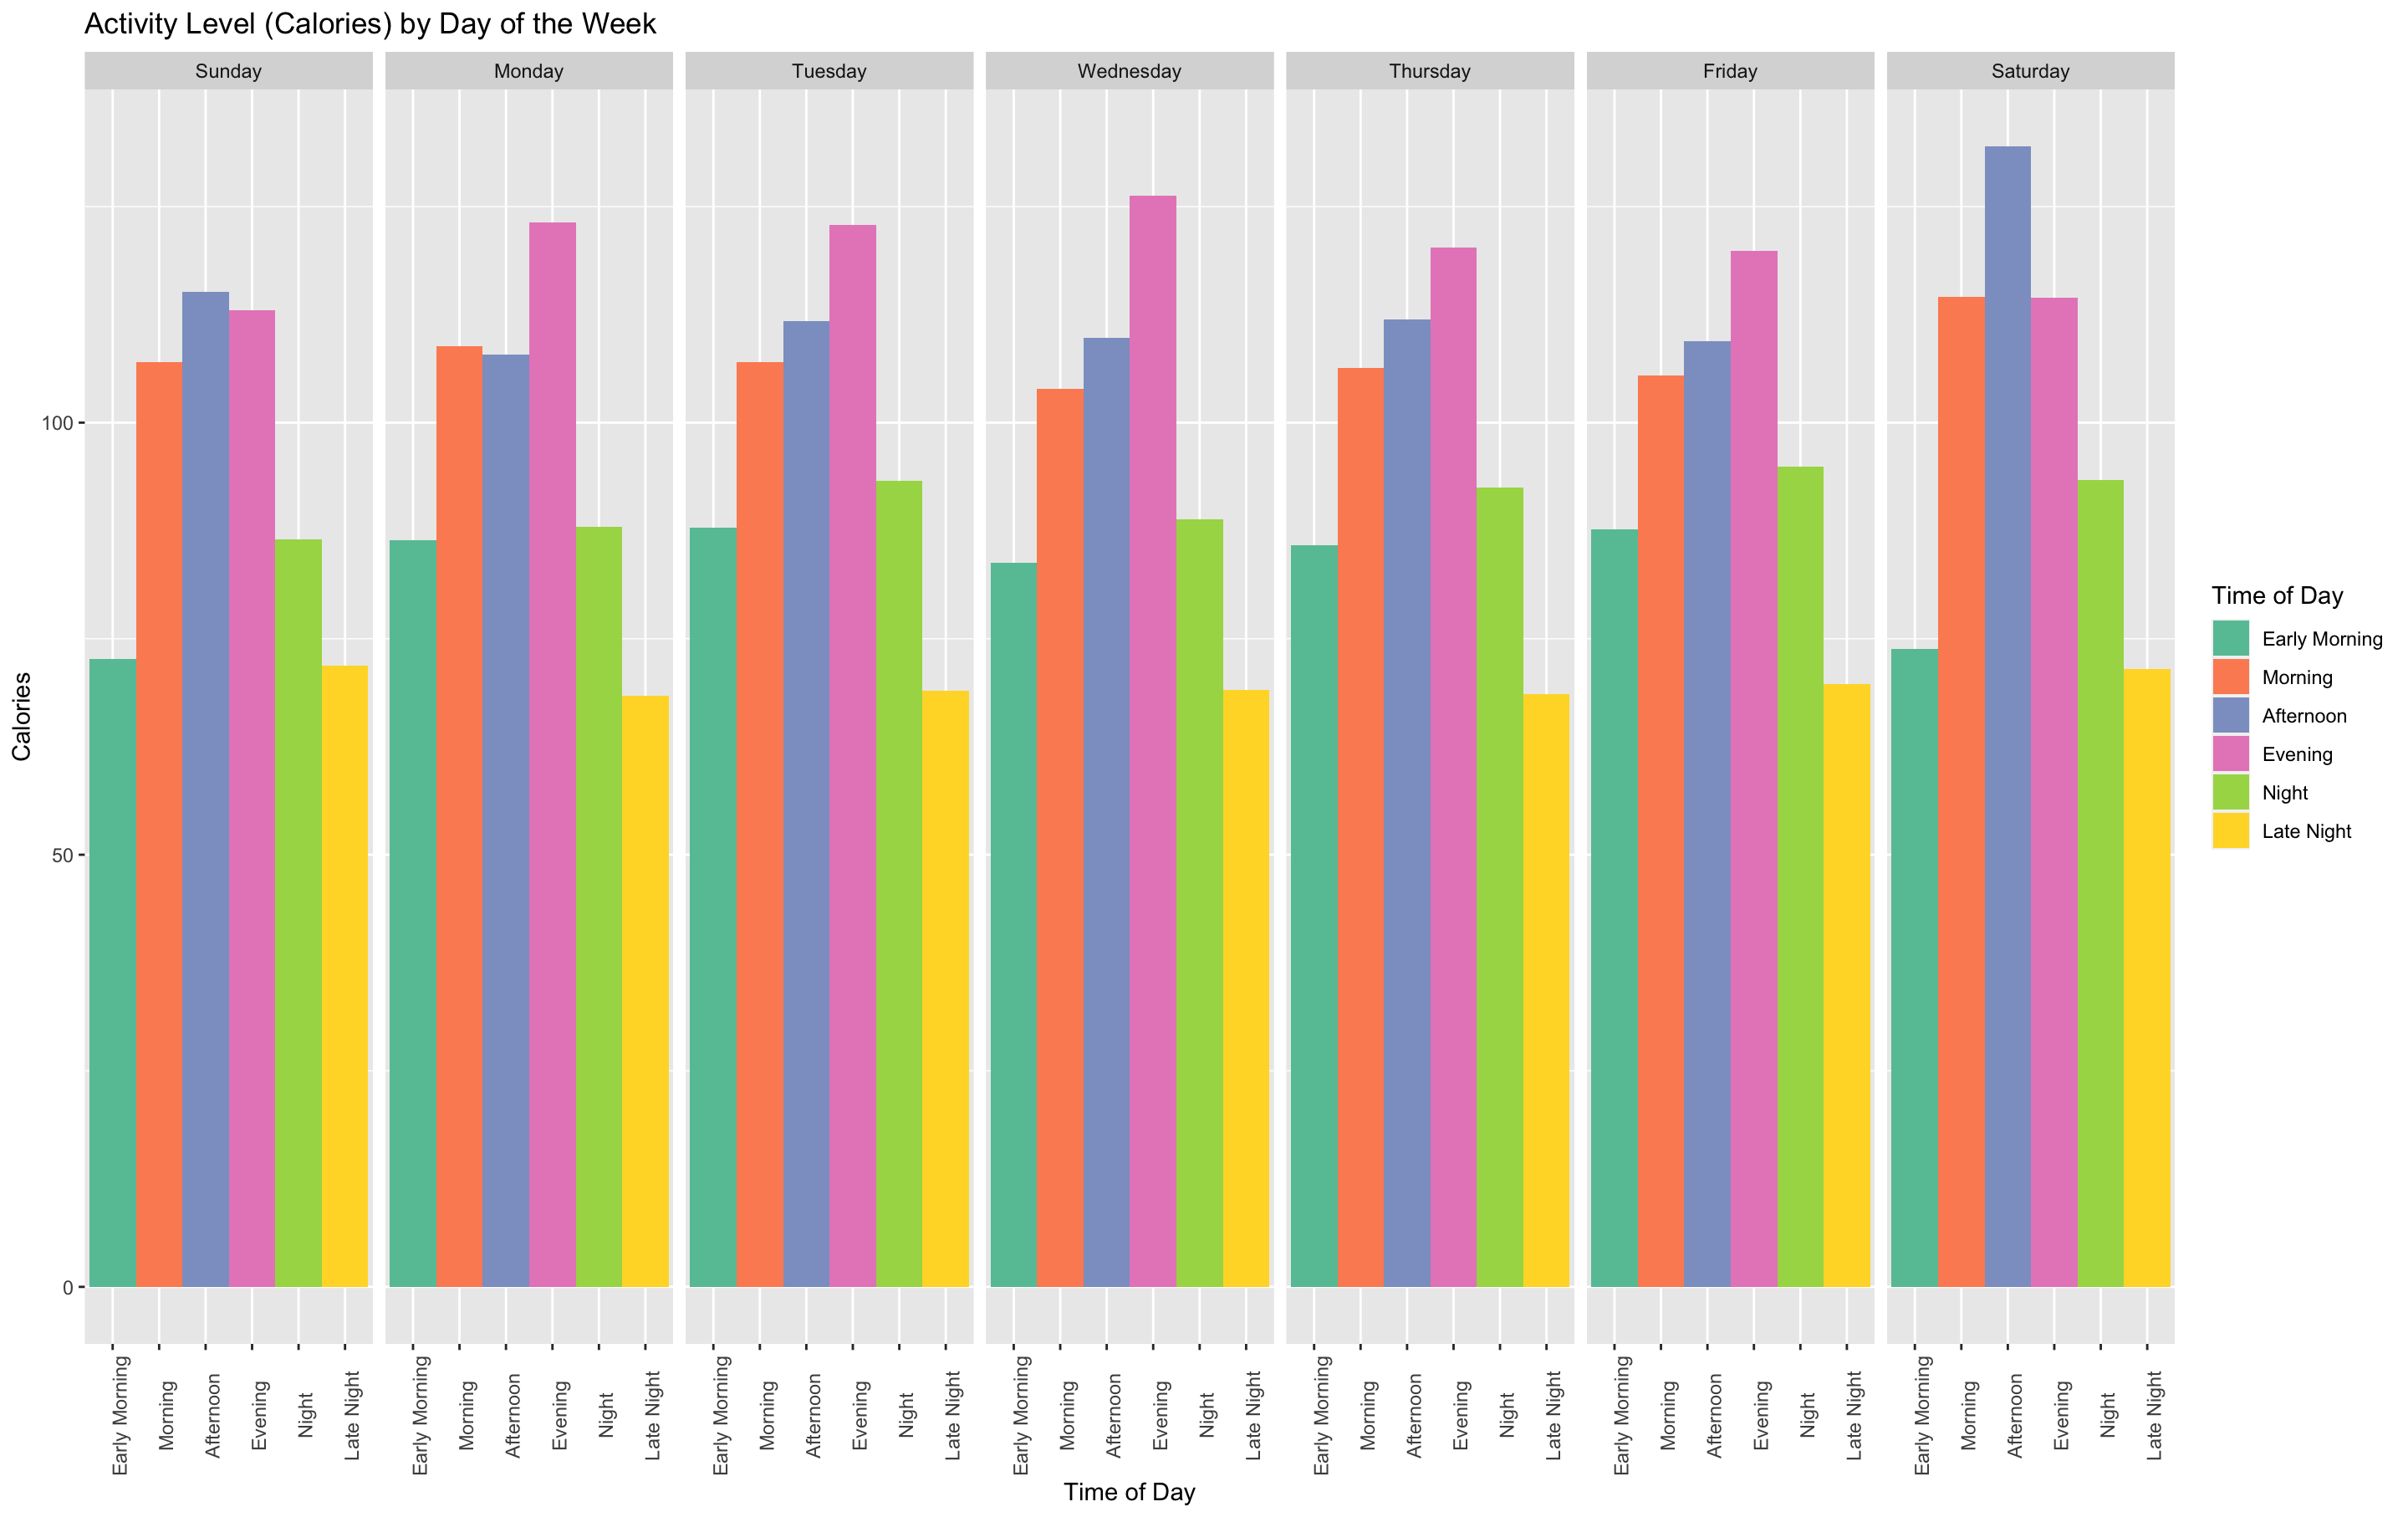 Activity Level (Calories) by Day of the Week
Sunday Monday Tuesday Wednesday Thursday Friday Saturday
Calories
100
50
0
Early Morning Morning Afternoon Evening Night Late Night Early Morning Morning Afternoon Evening Night Late Night Early Morning Morning Afternoon Evening Night Late Night Early Morning Morning Afternoon Evening Night Late Night Early Morning Morning Afternoon Evening Night Late Night Early Morning Morning Afternoon Evening Night Late Night Early Morning Morning Afternoon Evening Night Late Night
Time of Day
Time of Day
Early Morning
Morning
Afternoon
Evening
Night
Late Night